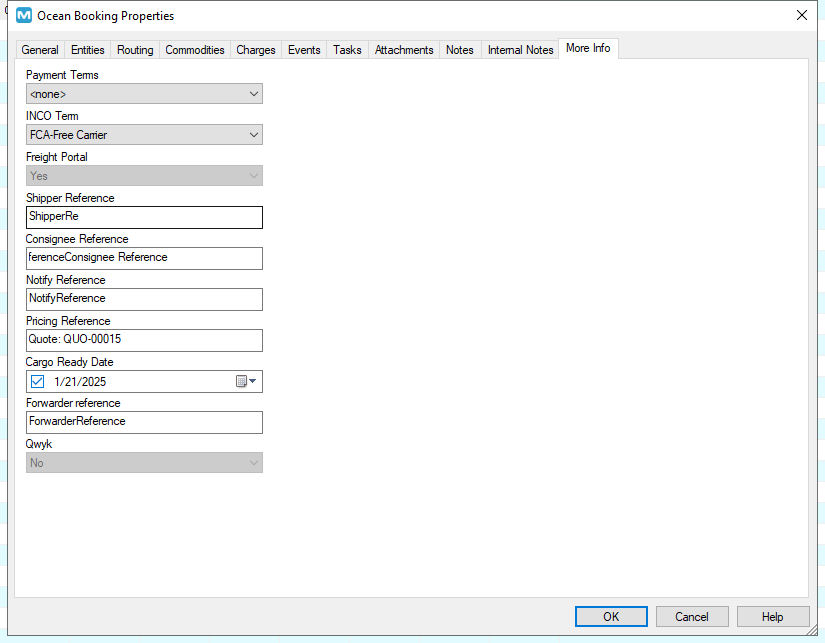 Ocean Booking Properties
General Entities Routing Commodities Charges Events Tasks Attachments Notes Internal Notes More Info
Payment Terms
<none>
INCO Term
FCA-Free Carrier
Freight Portal
Yes
Shipper Reference
ShipperRe
Consignee Reference
ferenceConsignee Reference
Notify Reference
NotifyReference
Pricing Reference
Quote: QUO-00015
Cargo Ready Date
1/21/2025
Forwarder reference
ForwarderReference
Qwyk
No
OK Cancel Help